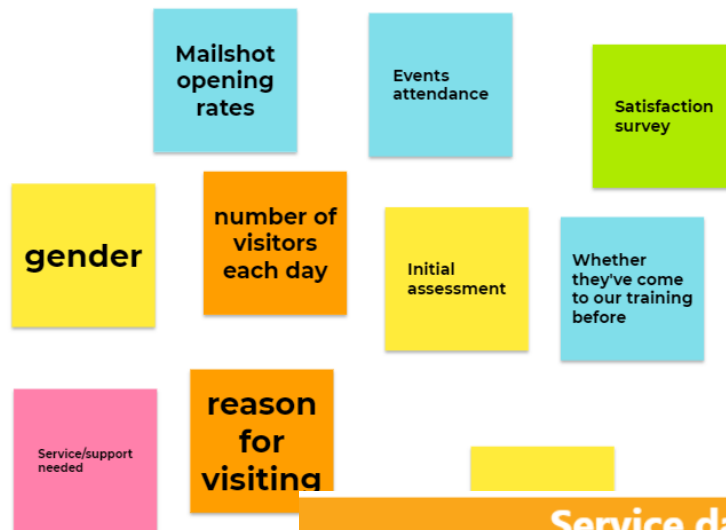 Mailshot
opening
rates
Events
attendance
Satisfaction
survey
gender
number of
visitors
each day
Initial
assessment
Whether
they've come
to our training
before
Service/support
needed
reason
for
visiting
Service